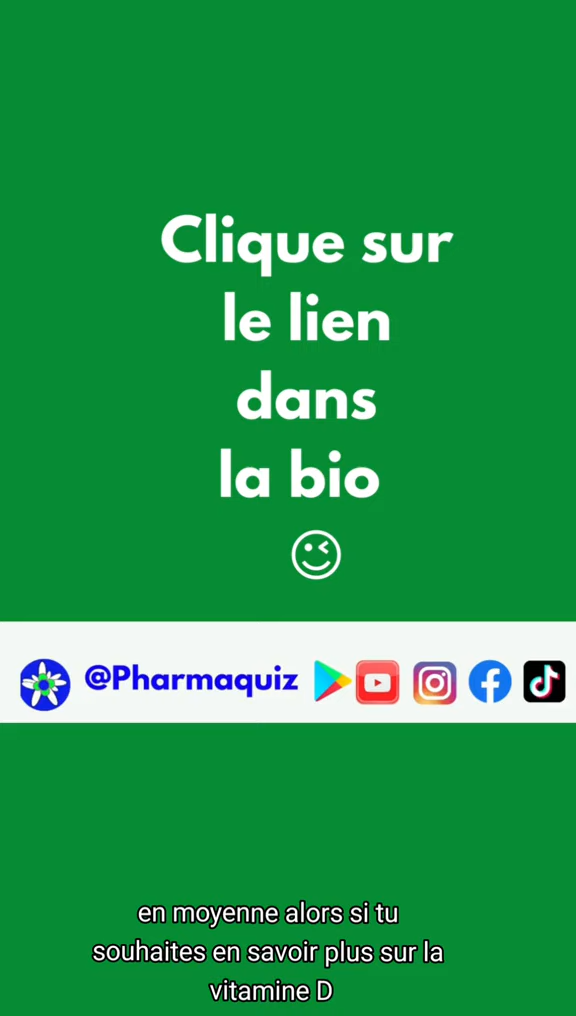 Clique sur
le lien
dans
la bio
@Pharmaquiz
en moyenne alors si tu
souhaites en savoir plus sur la
vitamine D